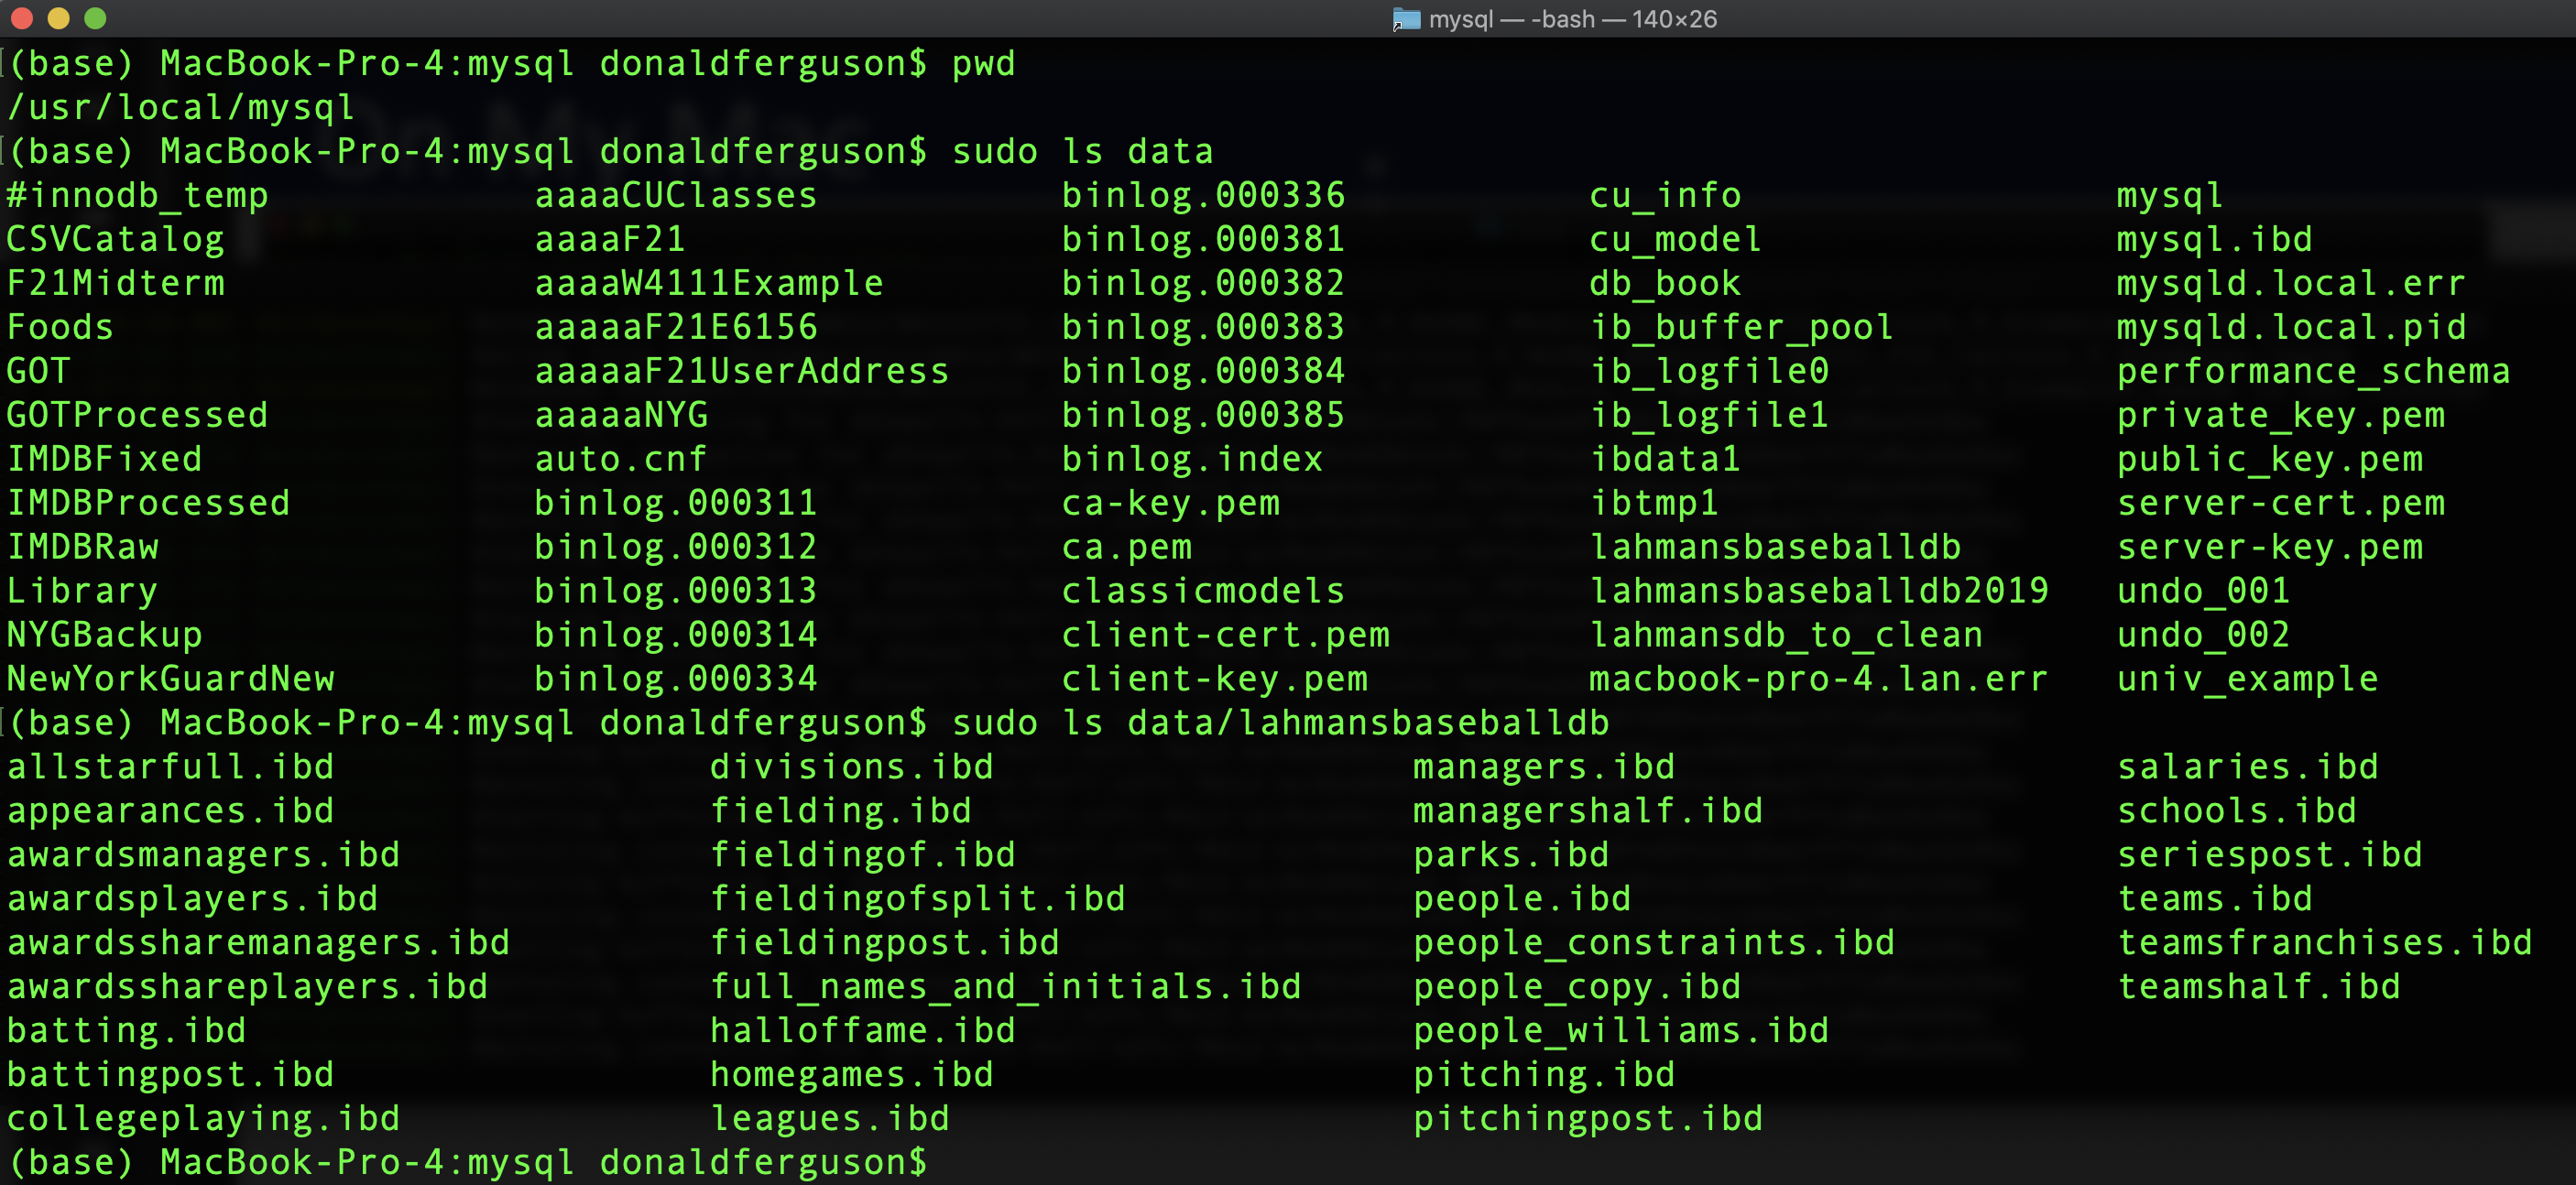 mysql — -bash — 140×26
(base) MacBook-Pro-4:mysql donaldferguson$ pwd
/usr/local/mysql
(base) MacBook-Pro-4:mysql donaldferguson$ sudo ls data
#innodb_temp aaaaCUClasses binlog.000336 cu_info mysql
CSVCatalog aaaaF21 binlog.000381 cu_model mysql.ibd
F21Midterm aaaaW4111Example binlog.000382 db_book mysqld.local.err
Foods aaaaaF21E6156 binlog.000383 ib_buffer_pool mysqld.local.pid
GOT aaaaaF21UserAddress binlog.000384 ib_logfile0 performance_schema
GOTProcessed aaaaaNYG binlog.000385 ib_logfile1 private_key.pem
IMDBFixed auto.cnf binlog.index ibdata1 public_key.pem
IMDBProcessed binlog.000311 ca-key.pem ibtmp1 server-cert.pem
IMDBRaw binlog.000312 ca.pem lahmansbaseballdb server-key.pem
Library binlog.000313 classicmodels lahmansbaseballdb2019 undo_001
NYGBackup binlog.000314 client-cert.pem lahmansdb_to_clean undo_002
NewYorkGuardNew binlog.000334 client-key.pem macbook-pro-4.lan.err univ_example
(base) MacBook-Pro-4:mysql donaldferguson$ sudo ls data/lahmansbaseballdb
allstarfull.ibd divisions.ibd managers.ibd salaries.ibd
appearances.ibd fielding.ibd managershalf.ibd schools.ibd
awardsmanagers.ibd fieldingof.ibd parks.ibd seriespost.ibd
awardsplayers.ibd fieldingofsplit.ibd people.ibd teams.ibd
awardssharemanagers.ibd fieldingpost.ibd people_constraints.ibd teamsfranchises.ibd
awardsshareplayers.ibd full_names_and_initials.ibd people_copy.ibd teamshalf.ibd
batting.ibd halloffame.ibd people_williams.ibd
battingpost.ibd homegames.ibd pitching.ibd
collegeplaying.ibd leagues.ibd pitchingpost.ibd
(base) MacBook-Pro-4:mysql donaldferguson$